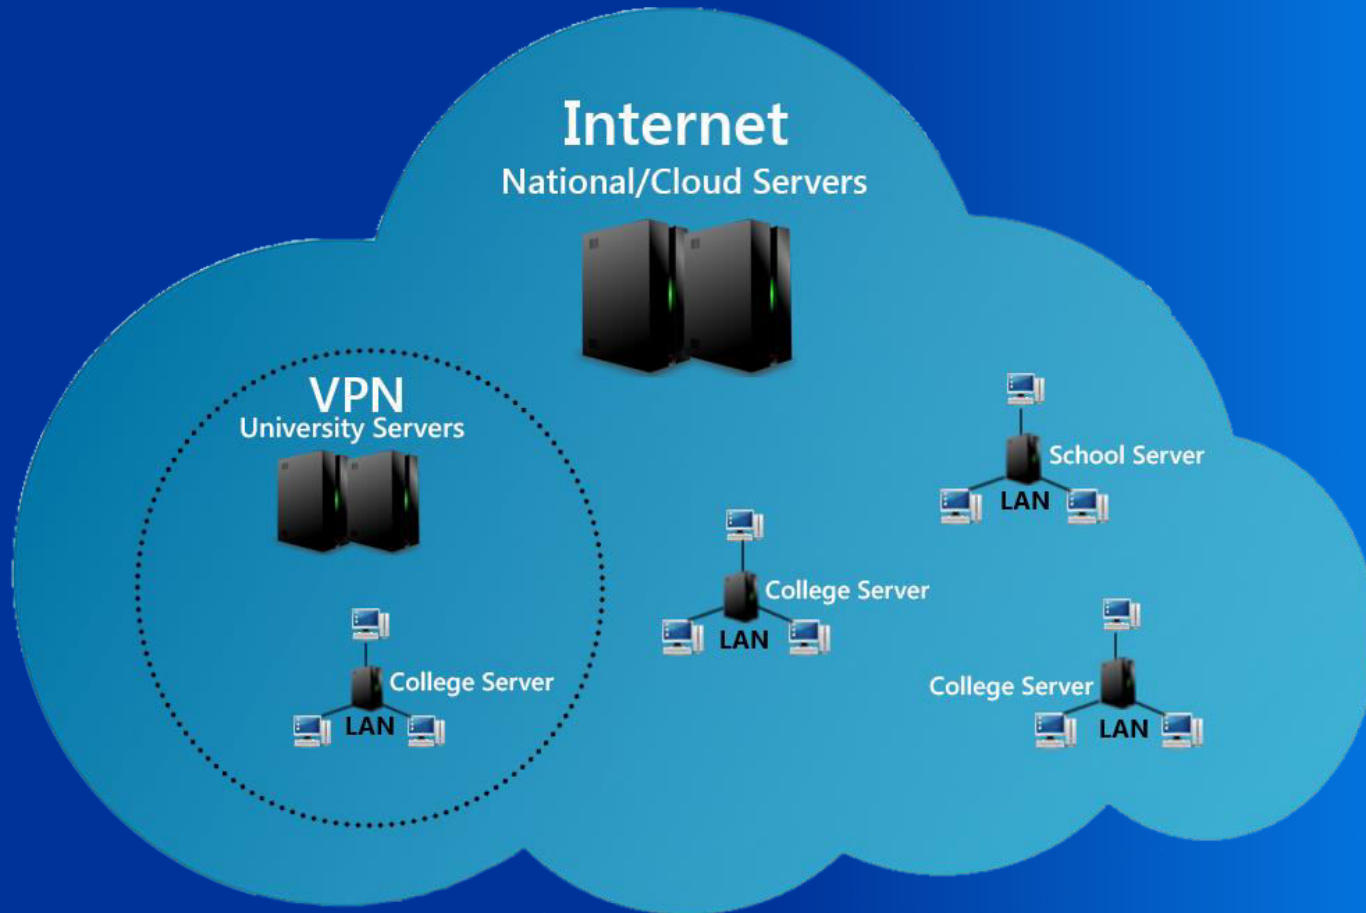 Internet
National/Cloud Servers
VPN
University Servers
School Server
LAN
College Server
LAN
College Server
LAN
College Server
LAN